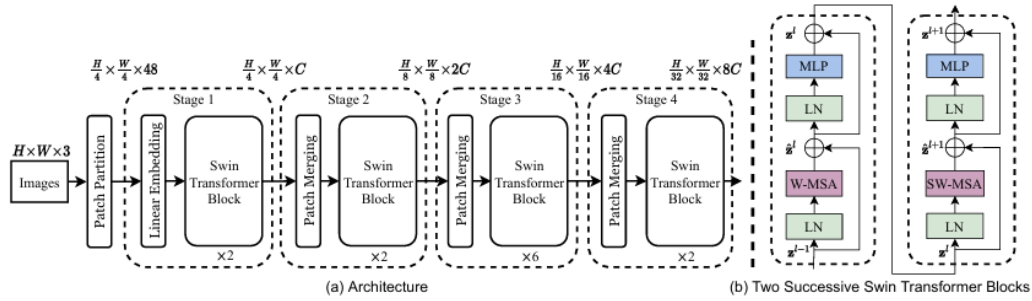 H/4 × W/4 × 48
H/4 × W/4 × C
H/8 × W/8 × 2C
H/16 × W/16 × 4C
H/32 × W/32 × 8C
Stage 1
Stage 2
Stage 3
Stage 4
H×W×3
Images
Patch Partition
Linear Embedding
Swin
Transformer
Block
×2
Patch Merging
Swin
Transformer
Block
×2
Patch Merging
Swin
Transformer
Block
×6
Patch Merging
Swin
Transformer
Block
×2
(a) Architecture
z^l
MLP
LN
ẑ^l
W-MSA
LN
z^{l-1}
z^{l+1}
MLP
LN
ẑ^{l+1}
SW-MSA
LN
z^l
(b) Two Successive Swin Transformer Blocks